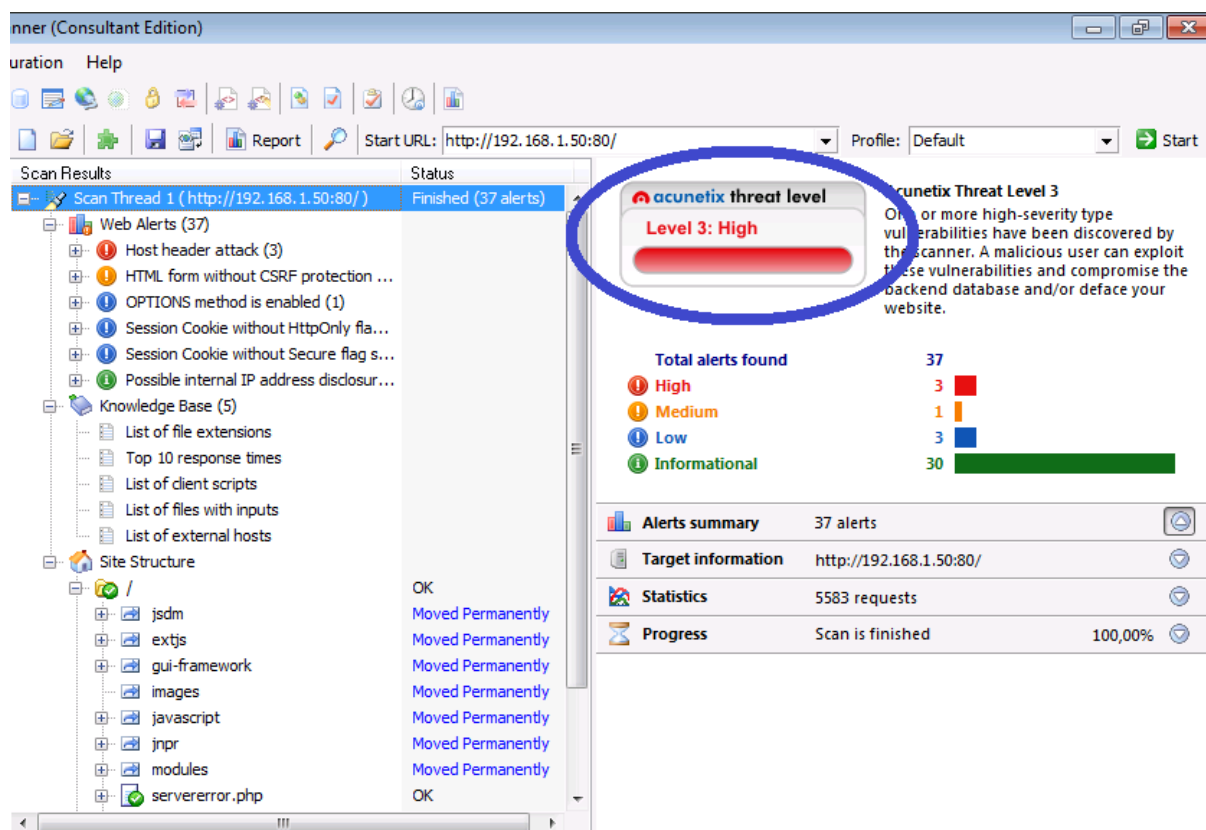 nner (Consultant Edition)
uration Help
Report Start URL: http://192.168.1.50:80/ Profile: Default Start
Scan Results Status
Scan Thread 1 ( http://192.168.1.50:80/ ) Finished (37 alerts)
Web Alerts (37)
Host header attack (3)
HTML form without CSRF protection ...
OPTIONS method is enabled (1)
Session Cookie without HttpOnly fla...
Session Cookie without Secure flag s...
Possible internal IP address disclosur...
Knowledge Base (5)
List of file extensions
Top 10 response times
List of client scripts
List of files with inputs
List of external hosts
Site Structure
/ OK
jsdm Moved Permanently
extjs Moved Permanently
gui-framework Moved Permanently
images Moved Permanently
javascript Moved Permanently
jnpr Moved Permanently
modules Moved Permanently
servererror.php OK
acunetix threat level
Level 3: High
Acunetix Threat Level 3
One or more high-severity type
vulnerabilities have been discovered by
the scanner. A malicious user can exploit
these vulnerabilities and compromise the
backend database and/or deface your
website.
Total alerts found 37
High 3
Medium 1
Low 3
Informational 30
Alerts summary 37 alerts
Target information http://192.168.1.50:80/
Statistics 5583 requests
Progress Scan is finished 100,00%